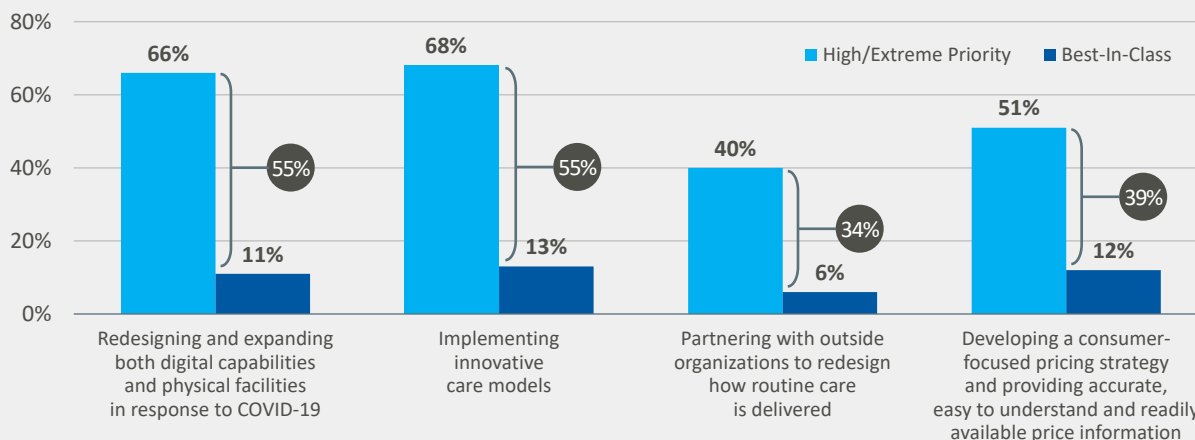 80%
60%
40%
20%
0%
High/Extreme Priority
Best-In-Class
66%
55%
11%
68%
55%
13%
40%
34%
6%
51%
39%
12%
Redesigning and expanding
both digital capabilities
and physical facilities
in response to COVID-19
Implementing
innovative
care models
Partnering with outside
organizations to redesign
how routine care
is delivered
Developing a consumer-
focused pricing strategy
and providing accurate,
easy to understand and readily
available price information